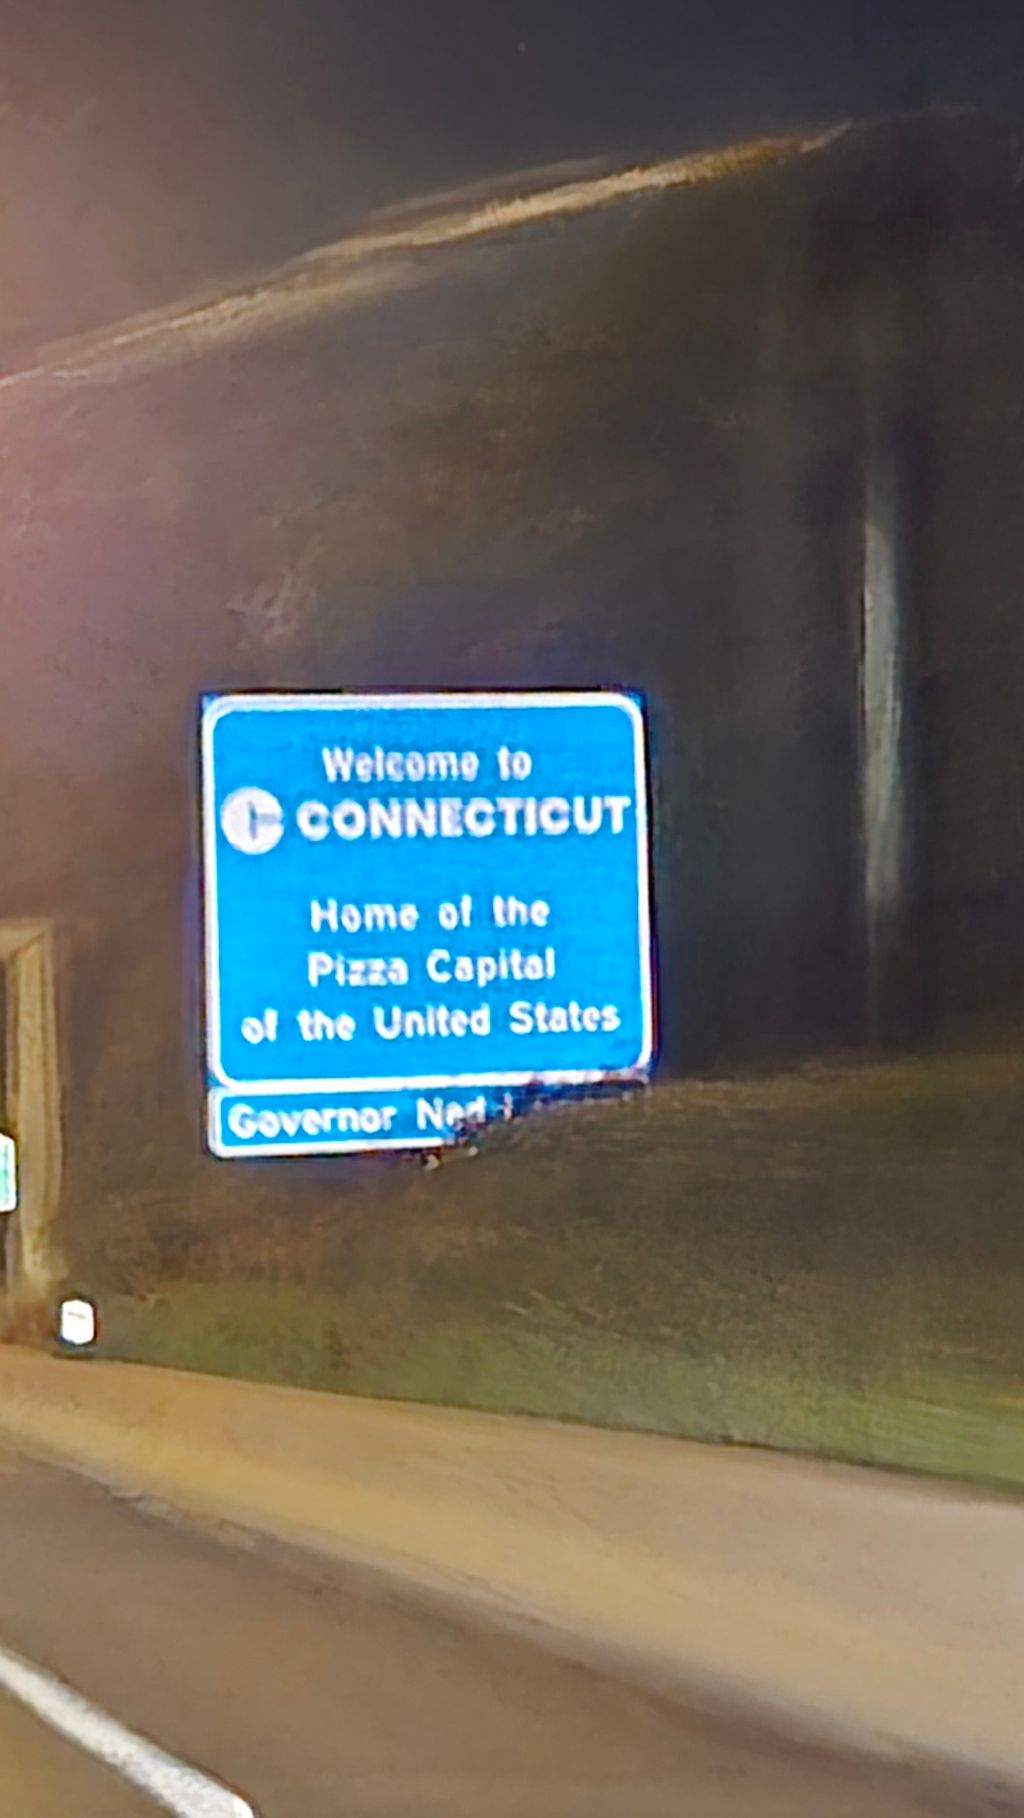 Welcome to
CONNECTICUT
Home of the
Pizza Capital
of the United States
Governor Ned